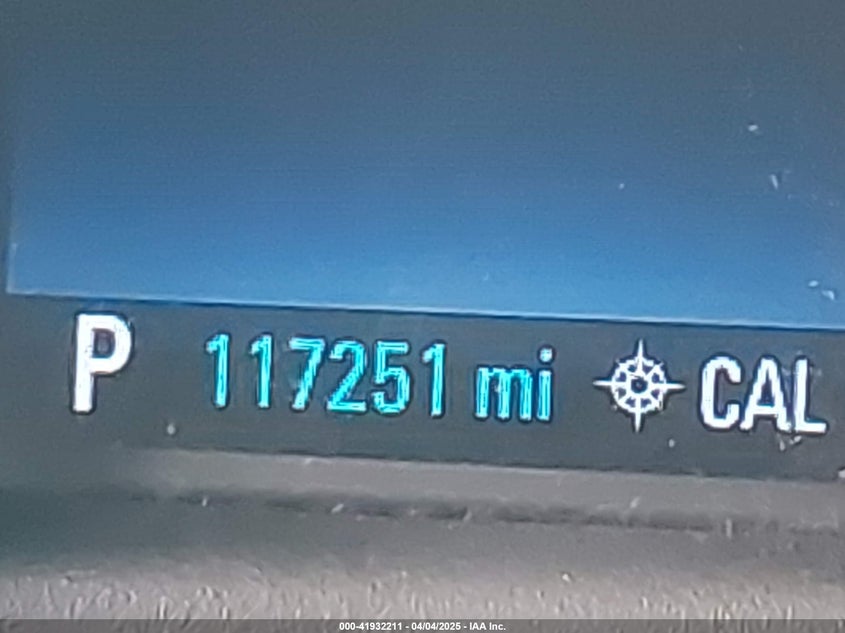 P 117251 mi CAL
000-41932211 - 04/04/2025 - IAA Inc.